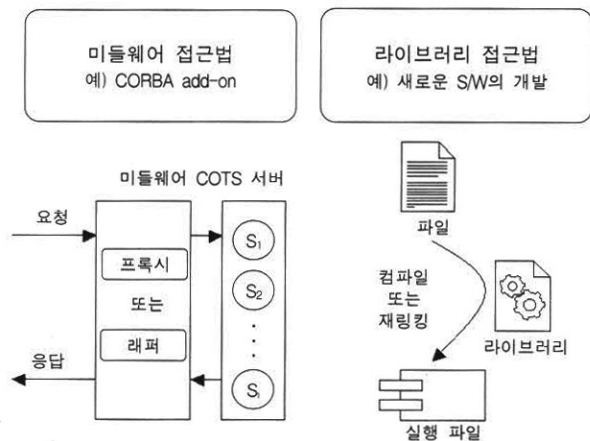 미들웨어 접근법
예) CORBA add-on
라이브러리 접근법
예) 새로운 S/W의 개발
미들웨어 COTS 서버
요청
프록시
또는
래퍼
응답
S1
S2
Si
파일
컴파일
또는
재링킹
라이브러리
실행 파일